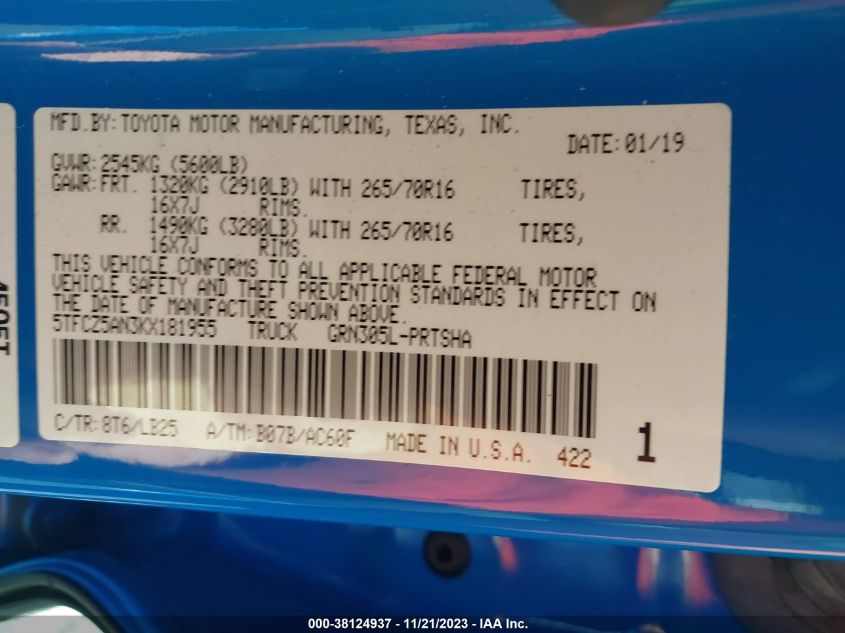 MFD.BY:TOYOTA MOTOR MANUFACTURING, TEXAS, INC.
DATE:01/19
GVWR:2545KG (5600LB)
GAWR:FRT. 1320KG (2910LB) WITH 265/70R16 TIRES,
16X7J RIMS.
RR. 1490KG (3280LB) WITH 265/70R16 TIRES,
16X7J RIMS.
THIS VEHICLE CONFORMS TO ALL APPLICABLE FEDERAL MOTOR
VEHICLE SAFETY AND THEFT PREVENTION STANDARDS IN EFFECT ON
THE DATE OF MANUFACTURE SHOWN ABOVE.
5TFCZ5AN3KX181955 TRUCK GRN305L-PRTSHA
C/TR:8T6/LB25 A/TM:B07B/AC60F MADE IN U.S.A. 422 1
000-38124937 - 11/21/2023 - IAA Inc.